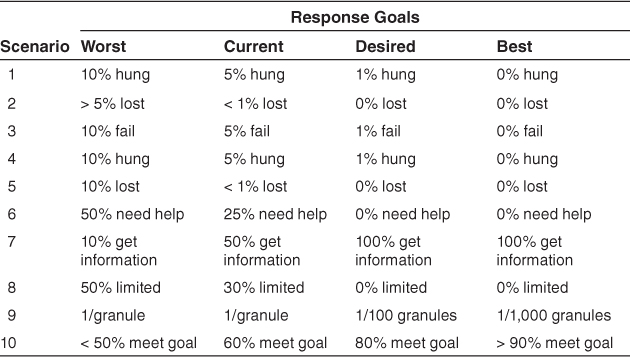 Response Goals
Scenario Worst Current Desired Best
1 10% hung 5% hung 1% hung 0% hung
2 > 5% lost < 1% lost 0% lost 0% lost
3 10% fail 5% fail 1% fail 0% fail
4 10% hung 5% hung 1% hung 0% hung
5 10% lost < 1% lost 0% lost 0% lost
6 50% need help 25% need help 0% need help 0% need help
7 10% get 50% get 100% get 100% get
information information information information
8 50% limited 30% limited 0% limited 0% limited
9 1/granule 1/granule 1/100 granules 1/1,000 granules
10 < 50% meet goal 60% meet goal 80% meet goal > 90% meet goal